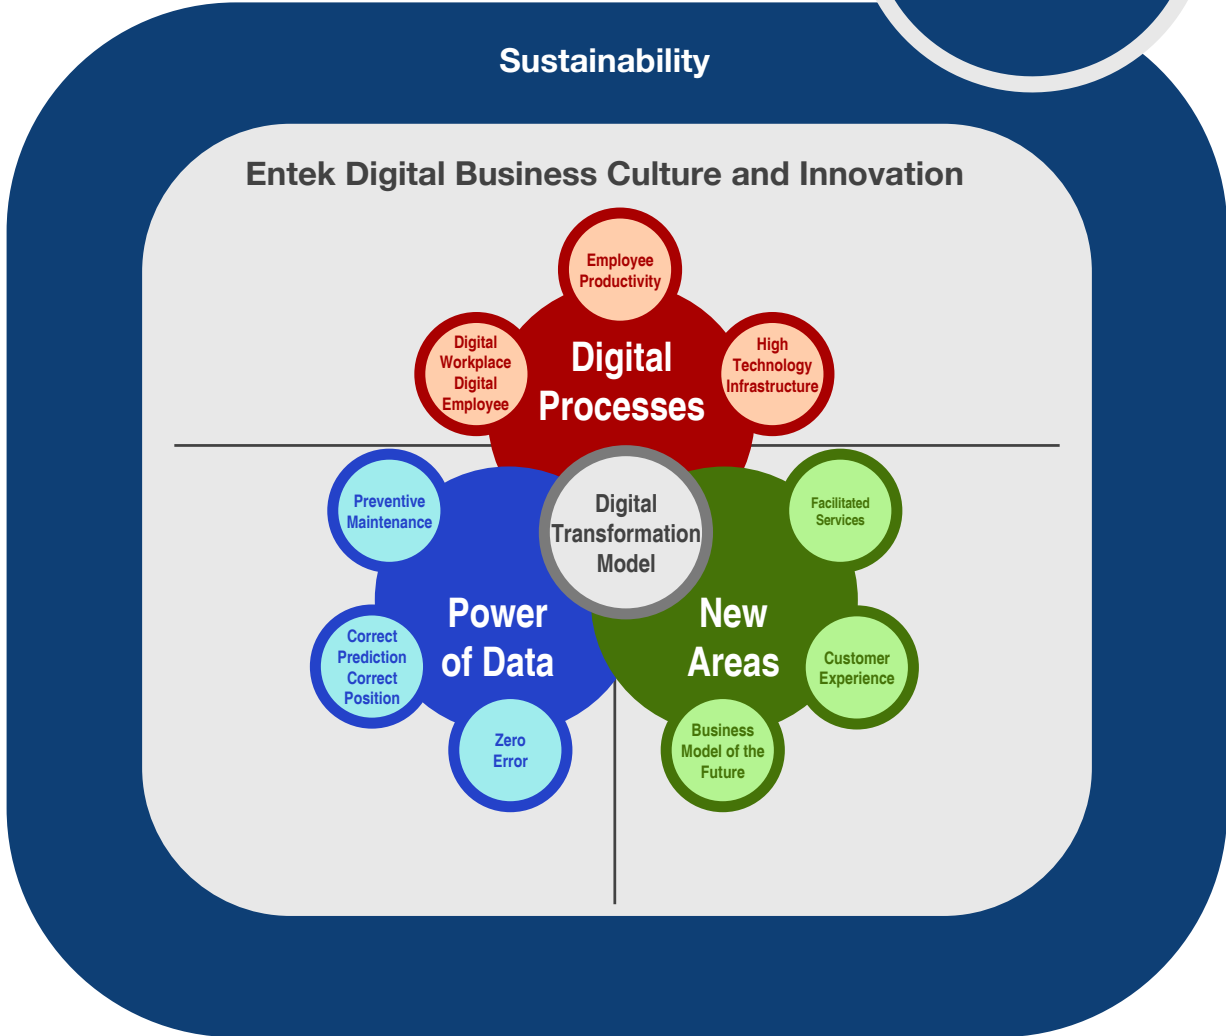 Sustainability
Entek Digital Business Culture and Innovation
Employee
Productivity
Digital
Workplace
Digital
Employee
Digital
Processes
High
Technology
Infrastructure
Preventive
Maintenance
Digital
Transformation
Model
Facilitated
Services
Power
of Data
New
Areas
Correct
Prediction
Correct
Position
Customer
Experience
Zero
Error
Business
Model of the
Future